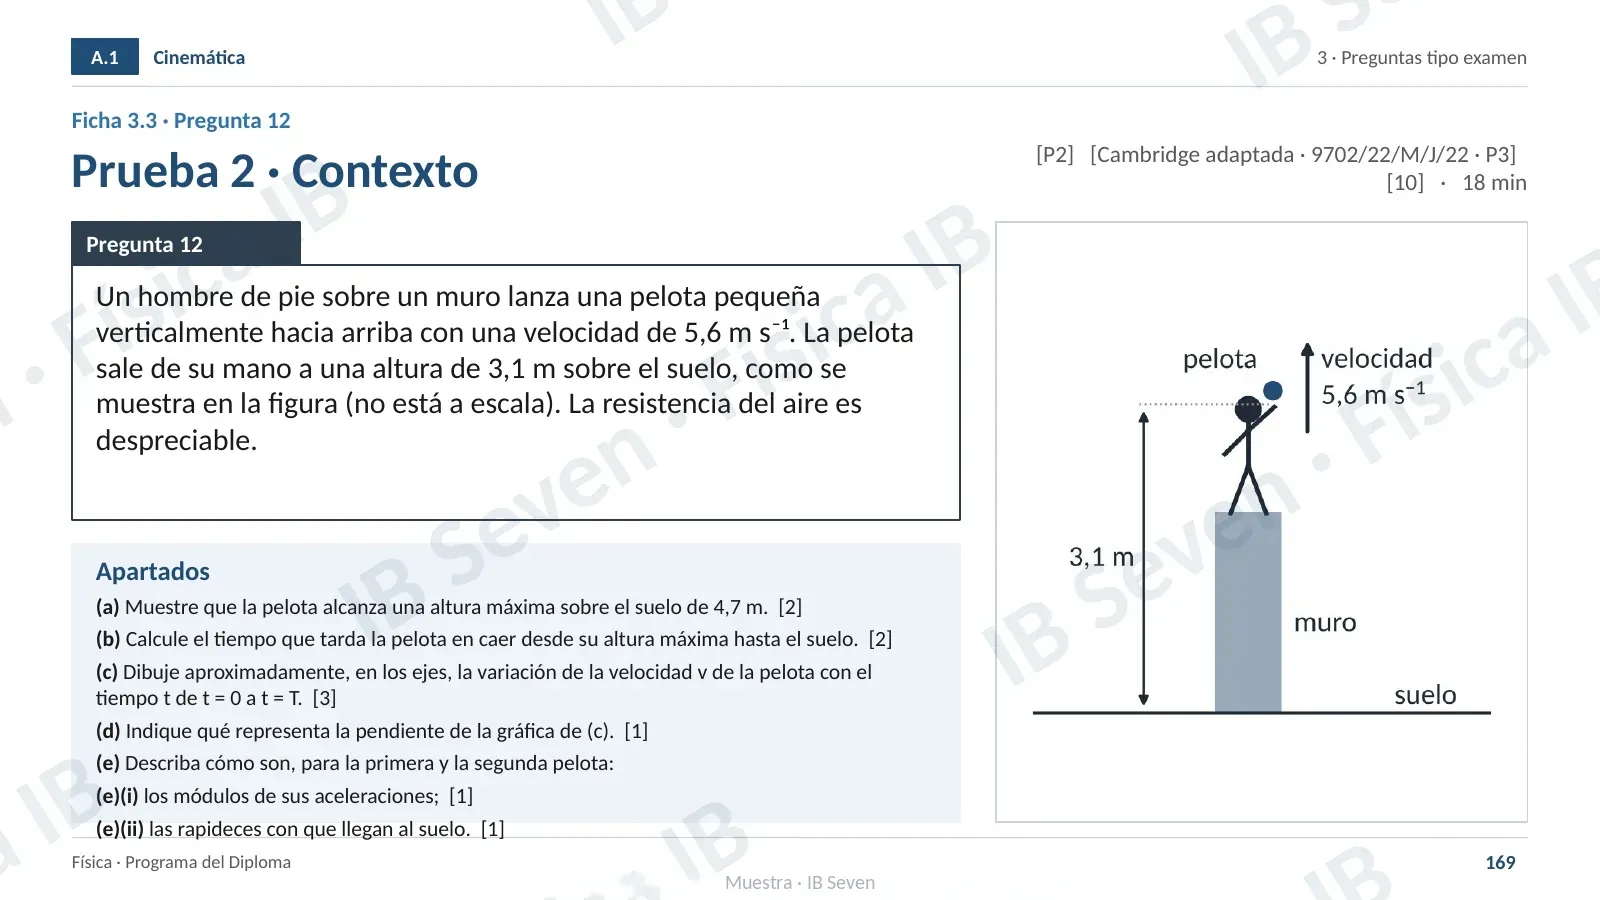 A.1 Cinemática
3 · Preguntas tipo examen
Ficha 3.3 · Pregunta 12
Prueba 2 · Contexto
[P2] [Cambridge adaptada · 9702/22/M/J/22 · P3]
[10] · 18 min
Pregunta 12
Un hombre de pie sobre un muro lanza una pelota pequeña
verticalmente hacia arriba con una velocidad de 5,6 m s⁻¹. La pelota
sale de su mano a una altura de 3,1 m sobre el suelo, como se
muestra en la figura (no está a escala). La resistencia del aire es
despreciable.
Apartados
(a) Muestre que la pelota alcanza una altura máxima sobre el suelo de 4,7 m. [2]
(b) Calcule el tiempo que tarda la pelota en caer desde su altura máxima hasta el suelo. [2]
(c) Dibuje aproximadamente, en los ejes, la variación de la velocidad v de la pelota con el
tiempo t de t = 0 a t = T. [3]
(d) Indique qué representa la pendiente de la gráfica de (c). [1]
(e) Describa cómo son, para la primera y la segunda pelota:
(e)(i) los módulos de sus aceleraciones; [1]
(e)(ii) las rapideces con que llegan al suelo. [1]
pelota
velocidad
5,6 m s⁻¹
3,1 m
muro
suelo
Física · Programa del Diploma
169
Muestra · IB Seven
IB Seven · Física IB